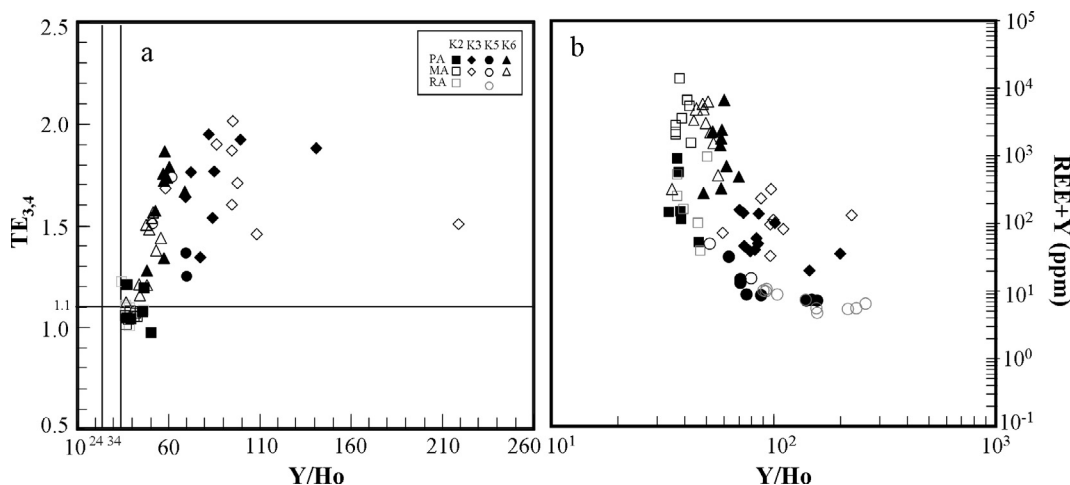 2.5
2.0
1.5
1.1
1.0
0.5
TE3,4
a
K2 K3 K5 K6
PA
MA
RA
10 24 34 60 110 160 210 260
Y/Ho
b
10^5
10^4
10^3
10^2
10^1
10^0
10^-1
REE+Y (ppm)
10^1 10^2 10^3
Y/Ho